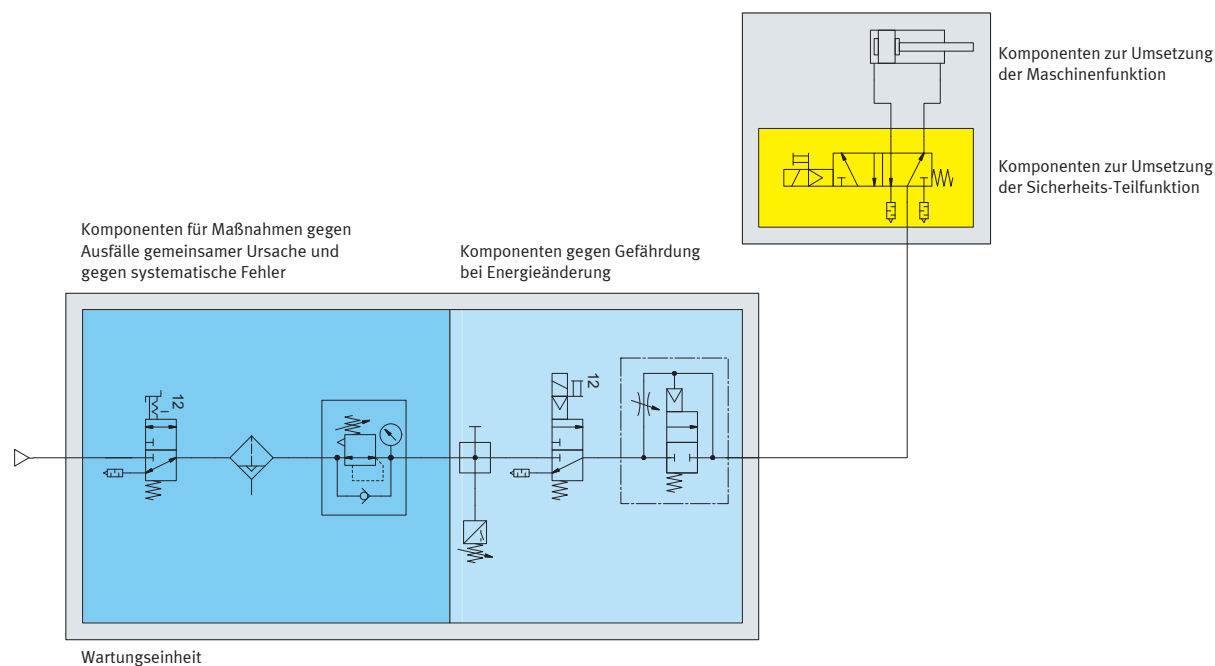 Komponenten zur Umsetzung
der Maschinenfunktion
Komponenten zur Umsetzung
der Sicherheits-Teilfunktion
Komponenten für Maßnahmen gegen
Ausfälle gemeinsamer Ursache und
gegen systematische Fehler
Komponenten gegen Gefährdung
bei Energieänderung
12
12
Wartungseinheit